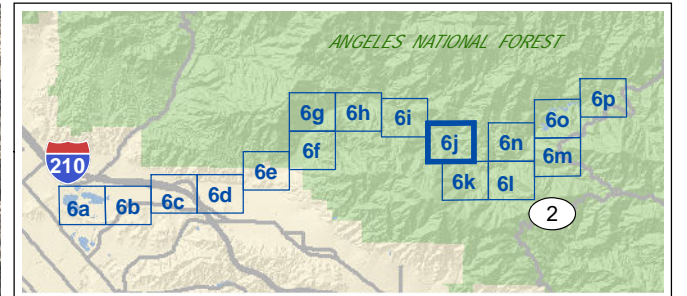 ANGELES NATIONAL FOREST
6p
6g 6h 6i 6o
6j 6n
6f 6m
210
6e
6k 6l
6a 6b 6c 6d
2